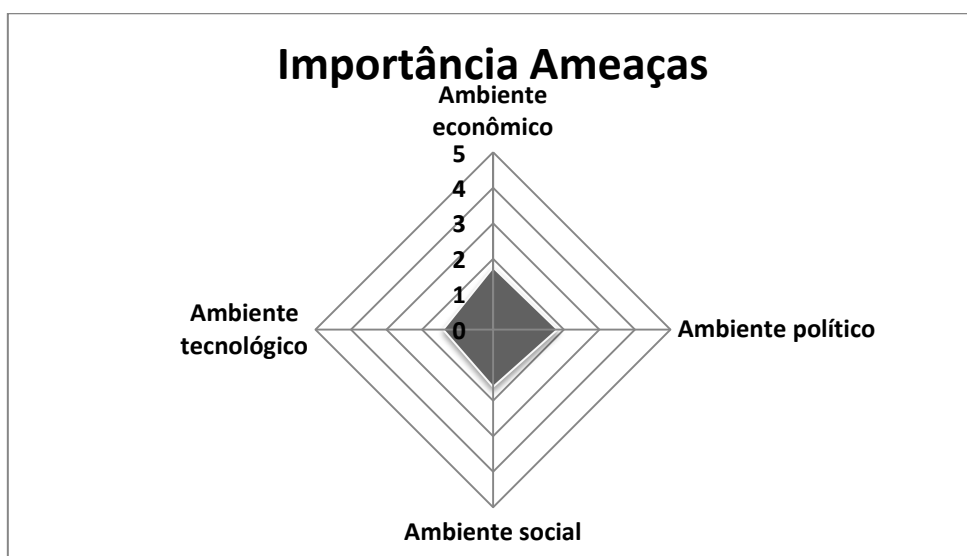 Importância Ameaças
Ambiente
econômico
5
4
3
2
1
0
Ambiente
tecnológico
Ambiente político
Ambiente social